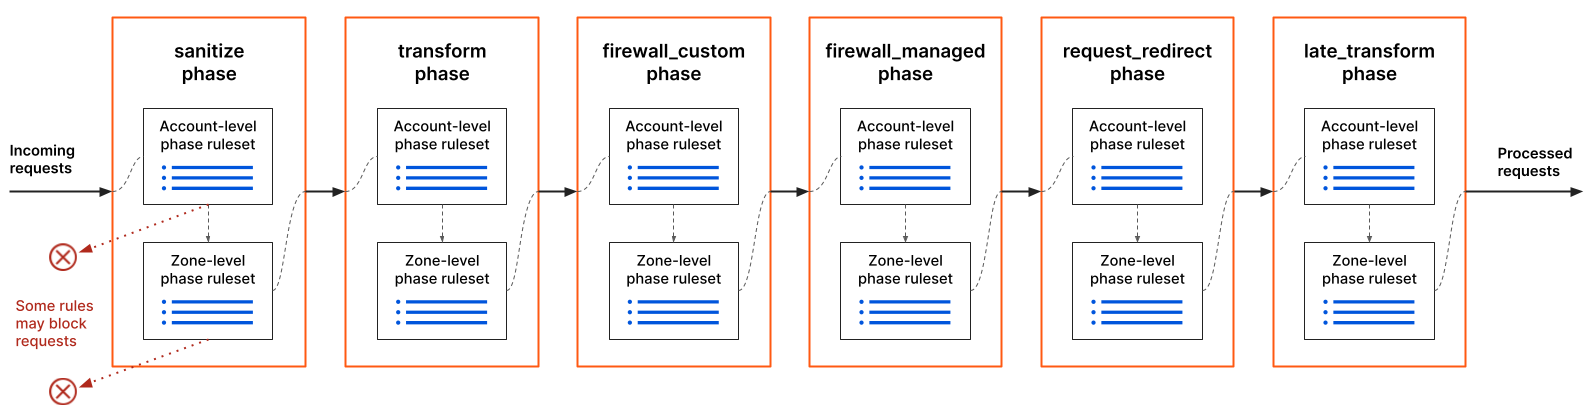 Incoming
requests
sanitize
phase
Account-level
phase ruleset
Zone-level
phase ruleset
Some rules
may block
requests
transform
phase
Account-level
phase ruleset
Zone-level
phase ruleset
firewall_custom
phase
Account-level
phase ruleset
Zone-level
phase ruleset
firewall_managed
phase
Account-level
phase ruleset
Zone-level
phase ruleset
request_redirect
phase
Account-level
phase ruleset
Zone-level
phase ruleset
late_transform
phase
Account-level
phase ruleset
Zone-level
phase ruleset
Processed
requests